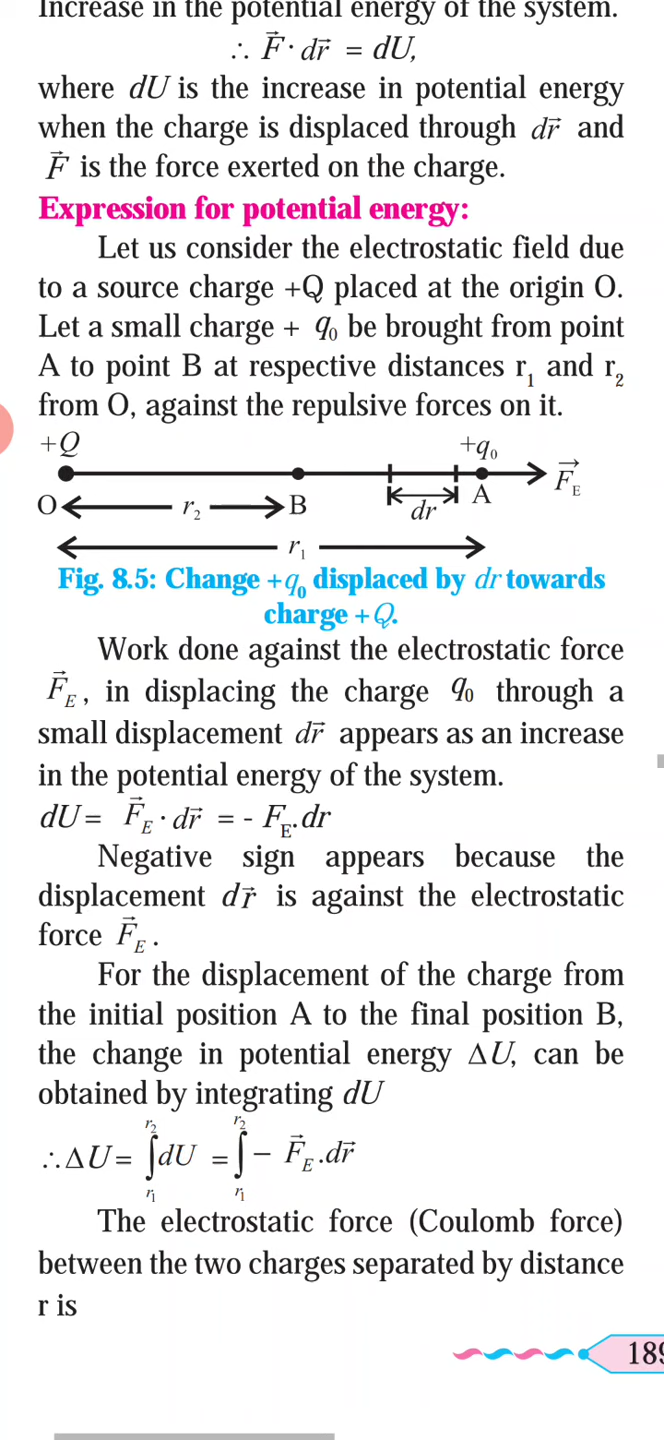 Increase in the potential energy of the system.
∴ F⃗ · dr⃗ = dU,
where dU is the increase in potential energy
when the charge is displaced through dr⃗ and
F⃗ is the force exerted on the charge.
Expression for potential energy:
Let us consider the electrostatic field due
to a source charge +Q placed at the origin O.
Let a small charge + q₀ be brought from point
A to point B at respective distances r₁ and r₂
from O, against the repulsive forces on it.
+Q +q₀
F⃗_E
O r₂ B dr A
r₁
Fig. 8.5: Change +q₀ displaced by dr towards
charge +Q.
Work done against the electrostatic force
F⃗_E, in displacing the charge q₀ through a
small displacement dr⃗ appears as an increase
in the potential energy of the system.
dU = F⃗_E · dr⃗ = - F_E.dr
Negative sign appears because the
displacement dr⃗ is against the electrostatic
force F⃗_E.
For the displacement of the charge from
the initial position A to the final position B,
the change in potential energy ΔU, can be
obtained by integrating dU
∴ΔU = ∫_{r₁}^{r₂} dU = ∫_{r₁}^{r₂} − F⃗_E.dr⃗
The electrostatic force (Coulomb force)
between the two charges separated by distance
r is
189